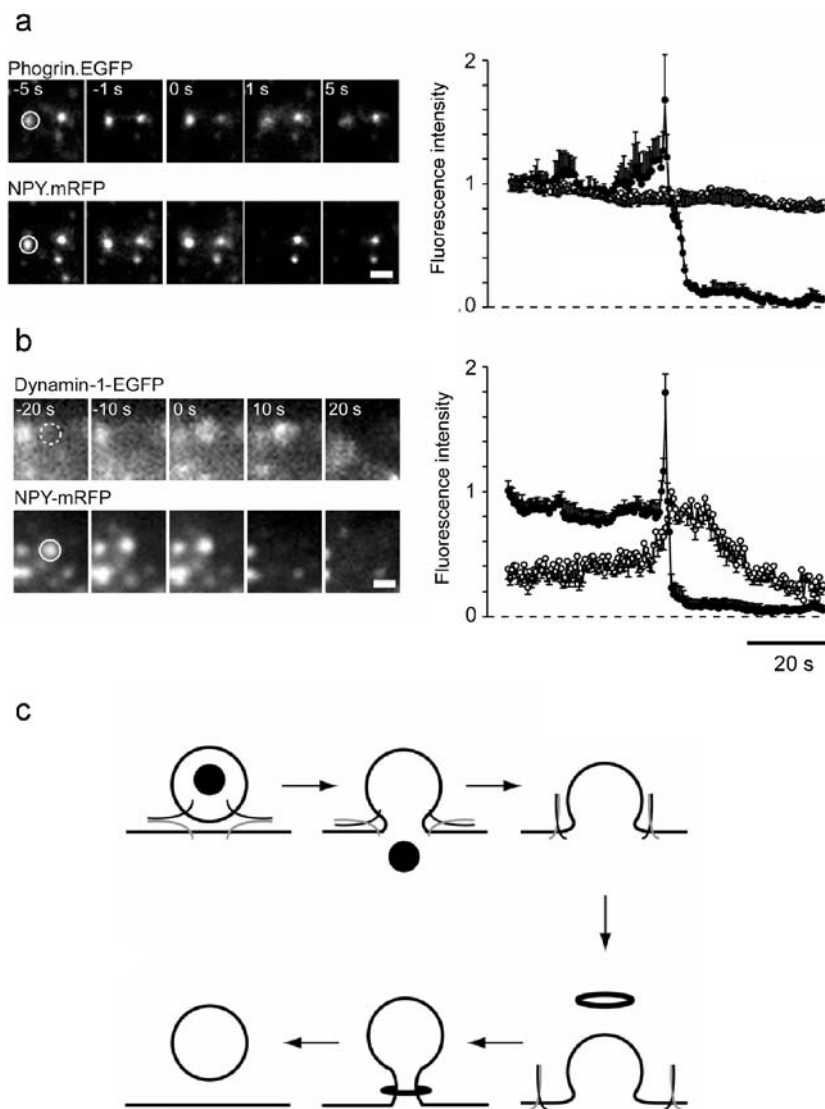 a
Phogrin.EGFP
-5 s -1 s 0 s 1 s 5 s
NPY.mRFP
Fluorescence intensity
2
1
.0
b
Dynamin-1-EGFP
-20 s -10 s 0 s 10 s 20 s
NPY-mRFP
Fluorescence intensity
2
1
0
20 s
c